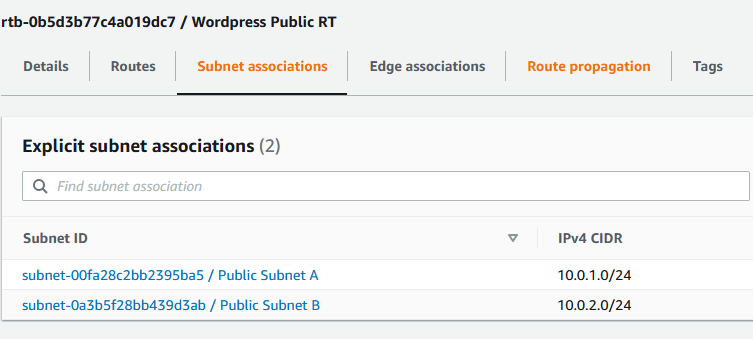 rtb-0b5d3b77c4a019dc7 / Wordpress Public RT
Details Routes Subnet associations Edge associations Route propagation Tags
Explicit subnet associations (2)
Find subnet association
Subnet ID IPv4 CIDR
subnet-00fa28c2bb2395ba5 / Public Subnet A 10.0.1.0/24
subnet-0a3b5f28bb439d3ab / Public Subnet B 10.0.2.0/24